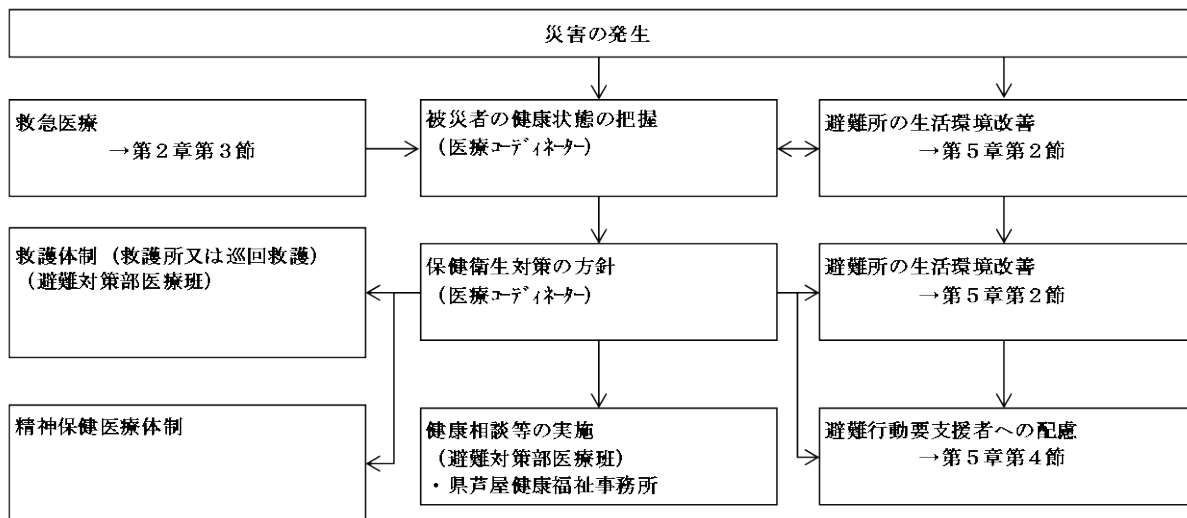 災害の発生
救急医療
→第２章第３節
被災者の健康状態の把握
（医療ｺｰﾃﾞｨﾈｰﾀｰ）
避難所の生活環境改善
→第５章第２節
救護体制（救護所又は巡回救護）
（避難対策部医療班）
保健衛生対策の方針
（医療ｺｰﾃﾞｨﾈｰﾀｰ）
避難所の生活環境改善
→第５章第２節
精神保健医療体制
健康相談等の実施
（避難対策部医療班）
・県芦屋健康福祉事務所
避難行動要支援者への配慮
→第５章第４節